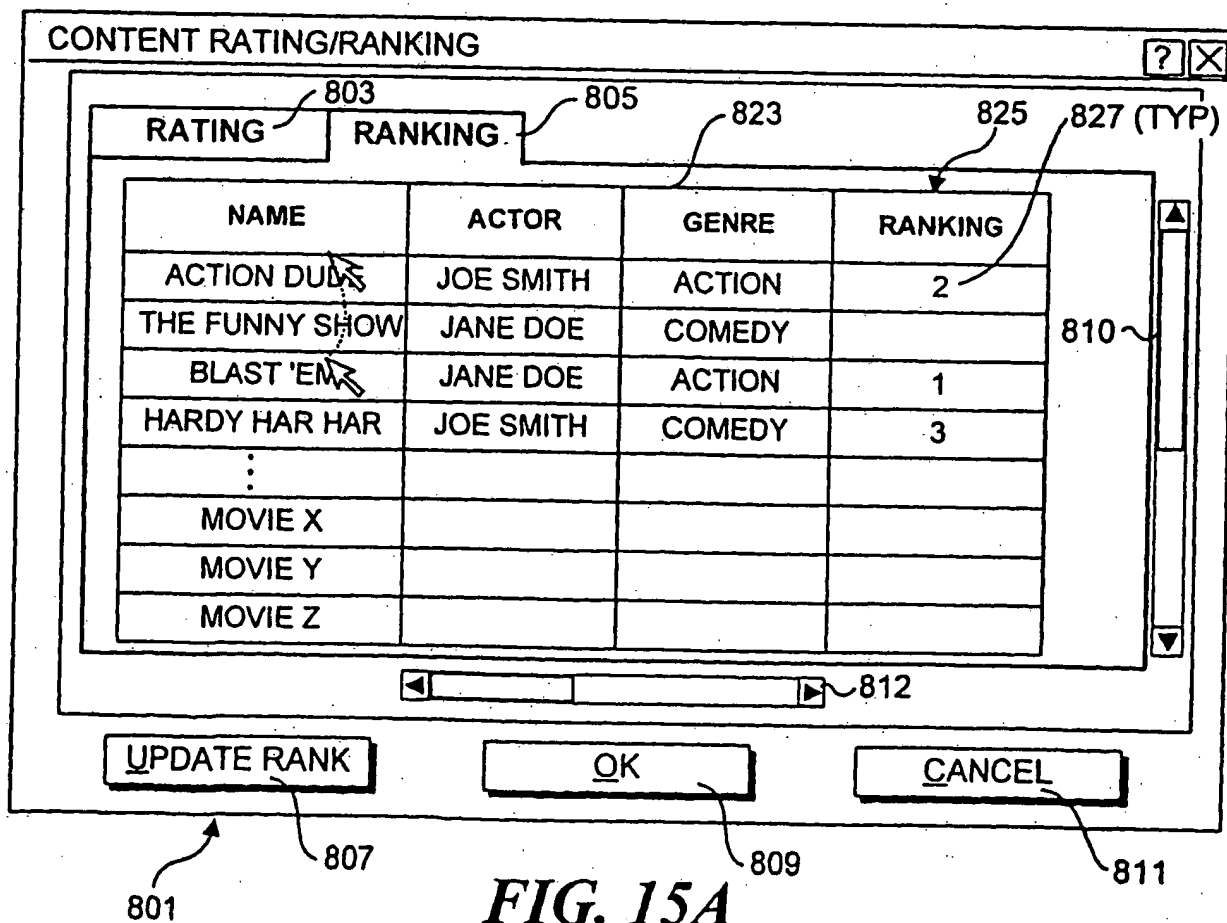 CONTENT RATING/RANKING ? X
803 805 823 825 827 (TYP)
RATING RANKING
NAME ACTOR GENRE RANKING
ACTION DUDE JOE SMITH ACTION 2
THE FUNNY SHOW JANE DOE COMEDY
810
BLAST 'EM JANE DOE ACTION 1
HARDY HAR HAR JOE SMITH COMEDY 3
⋮
MOVIE X
MOVIE Y
MOVIE Z
812
UPDATE RANK OK CANCEL
807 809 811
801
FIG. 15A